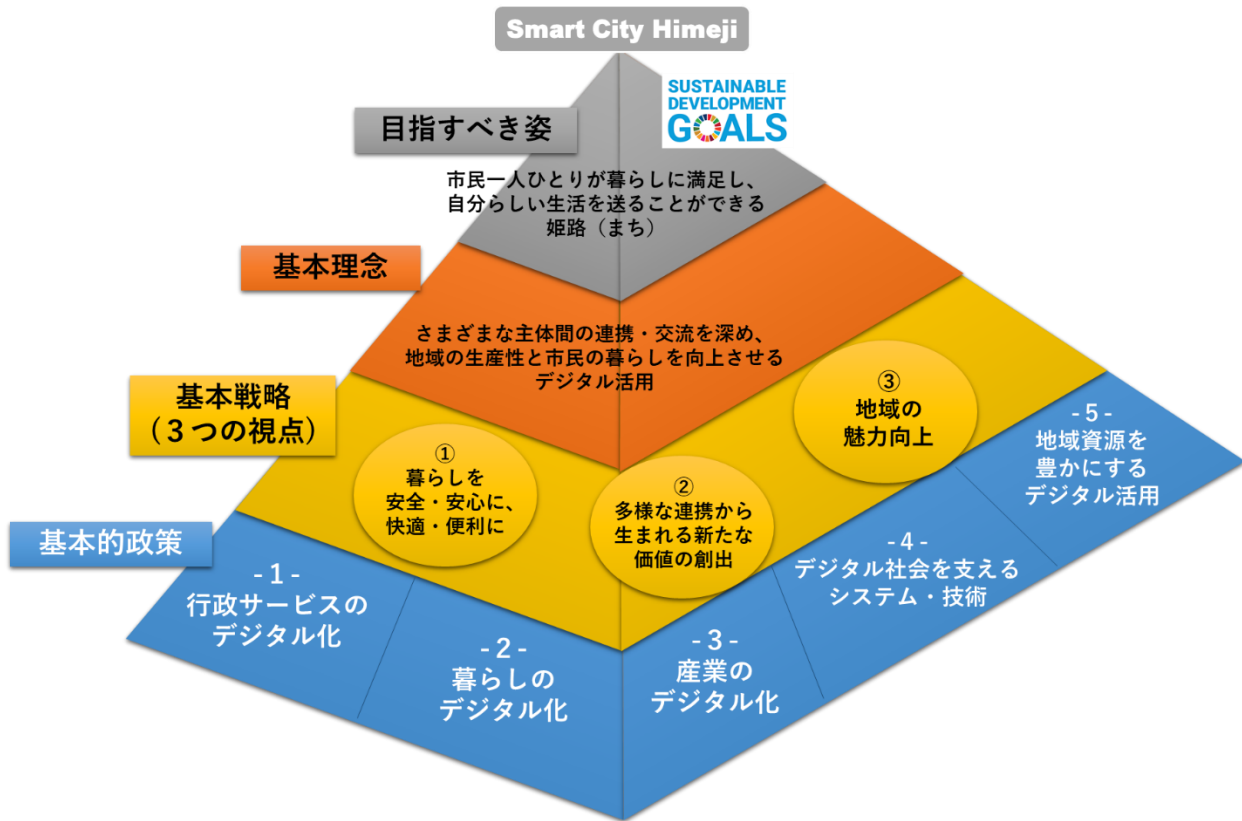 Smart City Himeji
SUSTAINABLE
DEVELOPMENT
GOALS
目指すべき姿
市民一人ひとりが暮らしに満足し、
自分らしい生活を送ることができる
姫路（まち）
基本理念
さまざまな主体間の連携・交流を深め、
地域の生産性と市民の暮らしを向上させる
デジタル活用
基本戦略
（３つの視点）
①
暮らしを
安全・安心に、
快適・便利に
②
多様な連携から
生まれる新たな
価値の創出
③
地域の
魅力向上
基本的政策
-1-
行政サービスの
デジタル化
-2-
暮らしの
デジタル化
-3-
産業の
デジタル化
-4-
デジタル社会を支える
システム・技術
-5-
地域資源を
豊かにする
デジタル活用